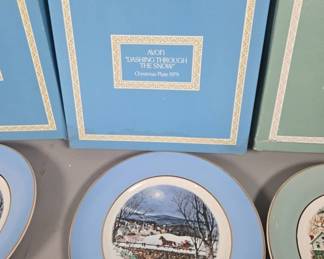 AVON
"DASHING THROUGH
THE SNOW"
Christmas Plate 1979